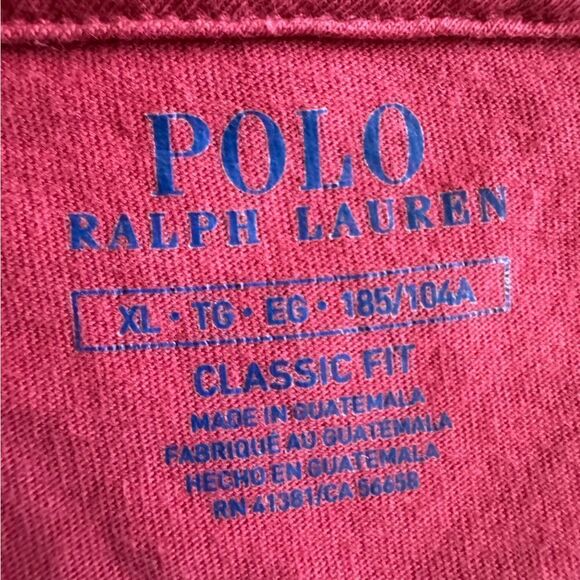 POLO
RALPH LAUREN
XL • TG • EG • 185/104A
CLASSIC FIT
MADE IN GUATEMALA
FABRIQUÉ AU GUATEMALA
HECHO EN GUATEMALA
RN 41381/CA 56658